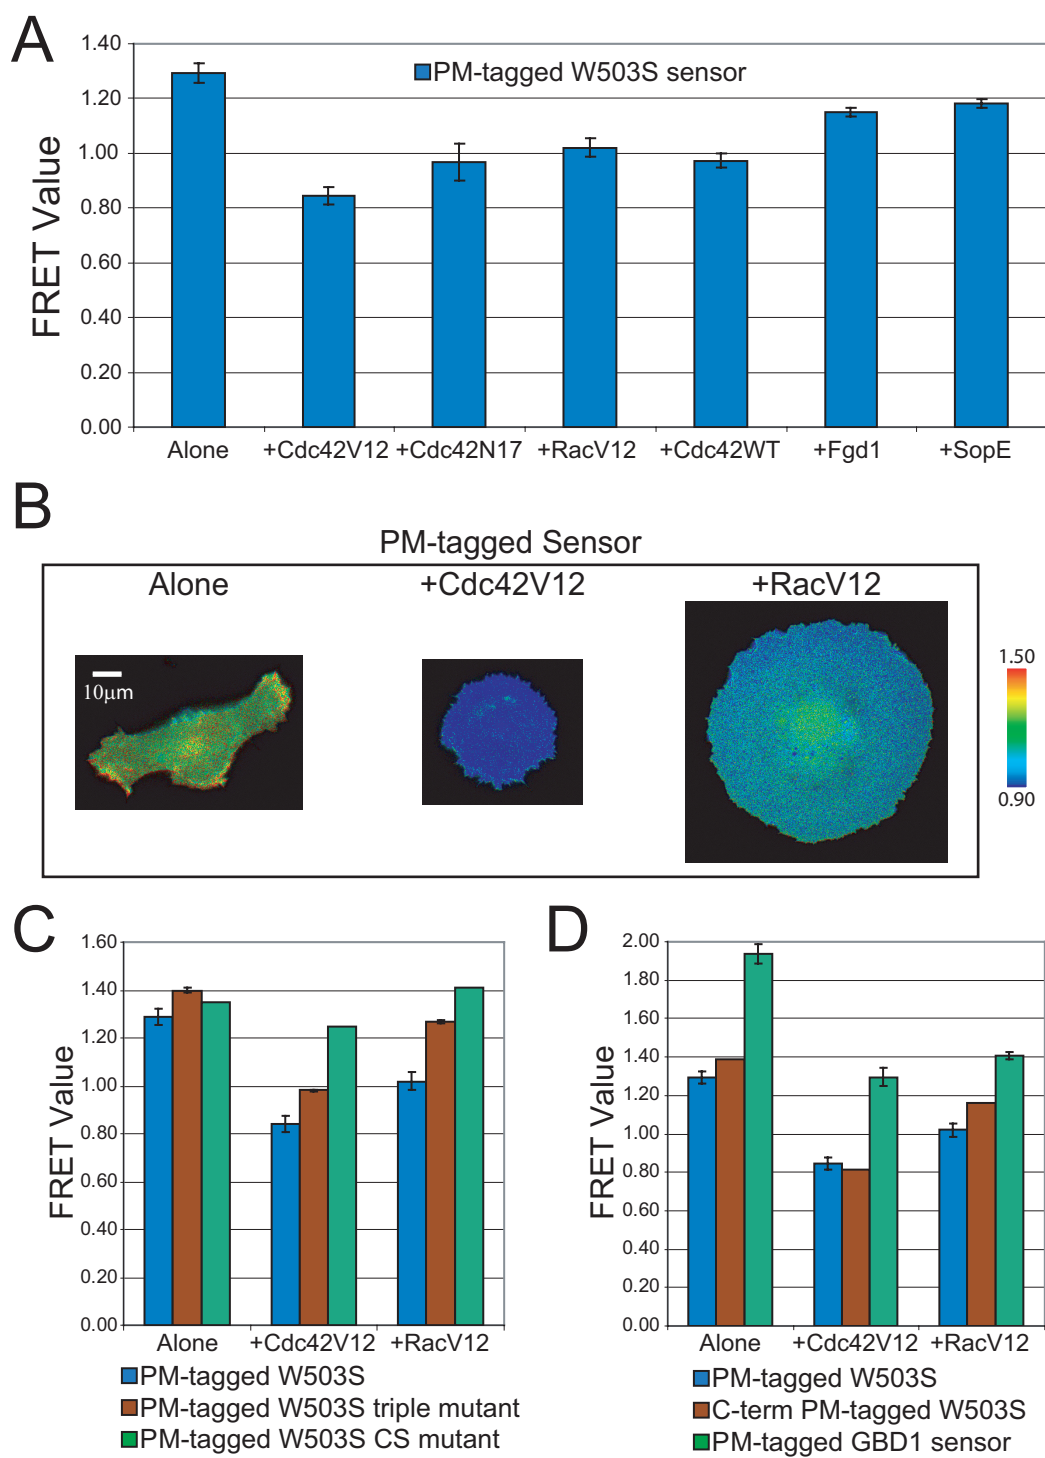 A
1.40
1.20
1.00
0.80
0.60
0.40
0.20
0.00
FRET Value
PM-tagged W503S sensor
Alone +Cdc42V12 +Cdc42N17 +RacV12 +Cdc42WT +Fgd1 +SopE
B
PM-tagged Sensor
Alone +Cdc42V12 +RacV12
10µm
1.50
0.90
C
1.60
1.40
1.20
1.00
0.80
0.60
0.40
0.20
0.00
FRET Value
Alone +Cdc42V12 +RacV12
PM-tagged W503S
PM-tagged W503S triple mutant
PM-tagged W503S CS mutant
D
2.00
1.80
1.60
1.40
1.20
1.00
0.80
0.60
0.40
0.20
0.00
FRET Value
Alone +Cdc42V12 +RacV12
PM-tagged W503S
C-term PM-tagged W503S
PM-tagged GBD1 sensor